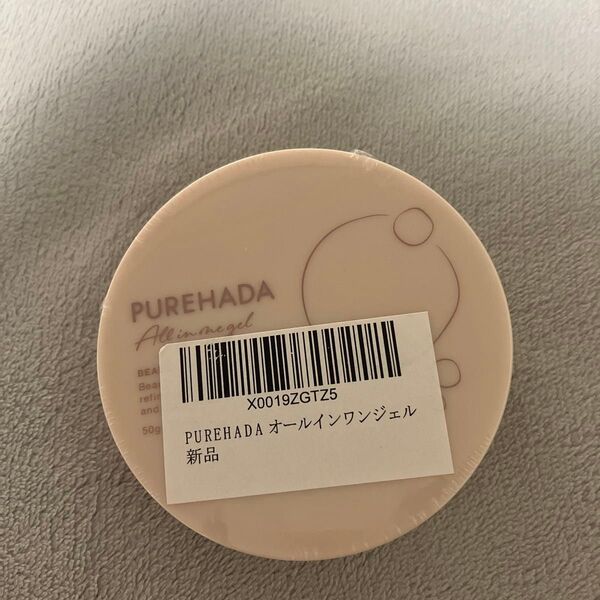 PUREHADA
All in one gel
50g
X0019ZGTZ5
PUREHADA オールインワンジェル
新品